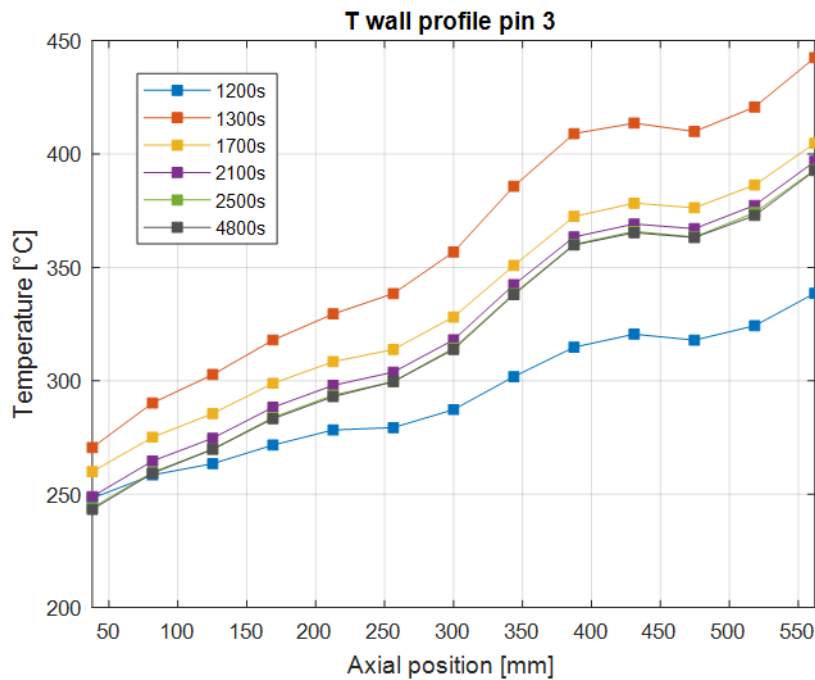 T wall profile pin 3
450
400
350
300
250
200
Temperature [°C]
1200s
1300s
1700s
2100s
2500s
4800s
50 100 150 200 250 300 350 400 450 500 550
Axial position [mm]